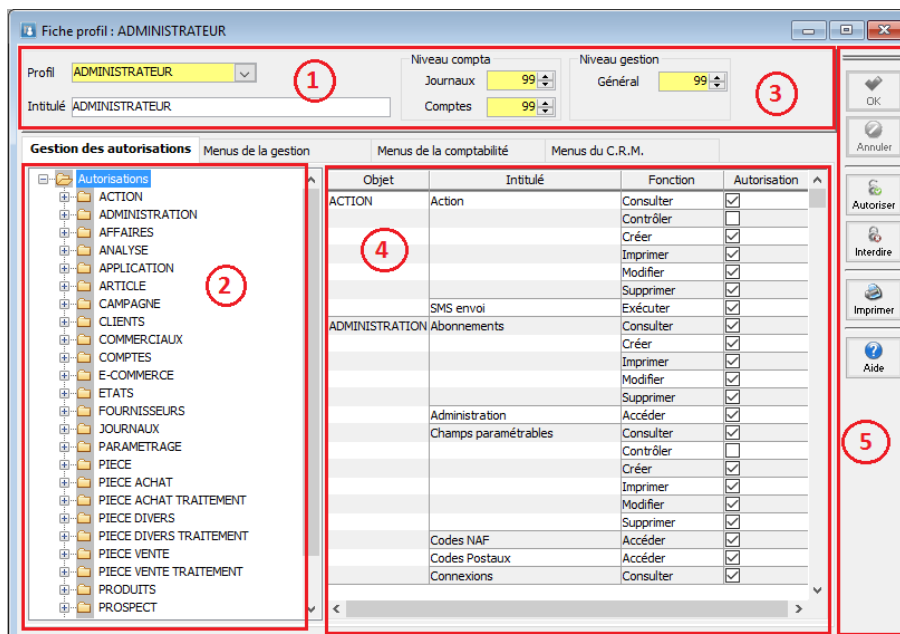 Fiche profil : ADMINISTRATEUR
Profil ADMINISTRATEUR
Intitulé ADMINISTRATEUR
1
Niveau compta
Journaux 99
Comptes 99
Niveau gestion
Général 99
3
Gestion des autorisations Menus de la gestion Menus de la comptabilité Menus du C.R.M.
Autorisations
ACTION
ADMINISTRATION
AFFAIRES
ANALYSE
APPLICATION
ARTICLE
CAMPAGNE
CLIENTS
COMMERCIAUX
COMPTES
E-COMMERCE
ETATS
FOURNISSEURS
JOURNAUX
PARAMETRAGE
PIECE
PIECE ACHAT
PIECE ACHAT TRAITEMENT
PIECE DIVERS
PIECE DIVERS TRAITEMENT
PIECE VENTE
PIECE VENTE TRAITEMENT
PRODUITS
PROSPECT
2
Objet Intitulé Fonction Autorisation
ACTION Action Consulter
Contrôler
Créer
Imprimer
Modifier
Supprimer
SMS envoi Exécuter
ADMINISTRATION Abonnements Consulter
Créer
Imprimer
Modifier
Supprimer
Administration Accéder
Champs paramétrables Consulter
Contrôler
Créer
Imprimer
Modifier
Supprimer
Codes NAF Accéder
Codes Postaux Accéder
Connexions Consulter
4
OK
Annuler
Autoriser
Interdire
Imprimer
Aide
5